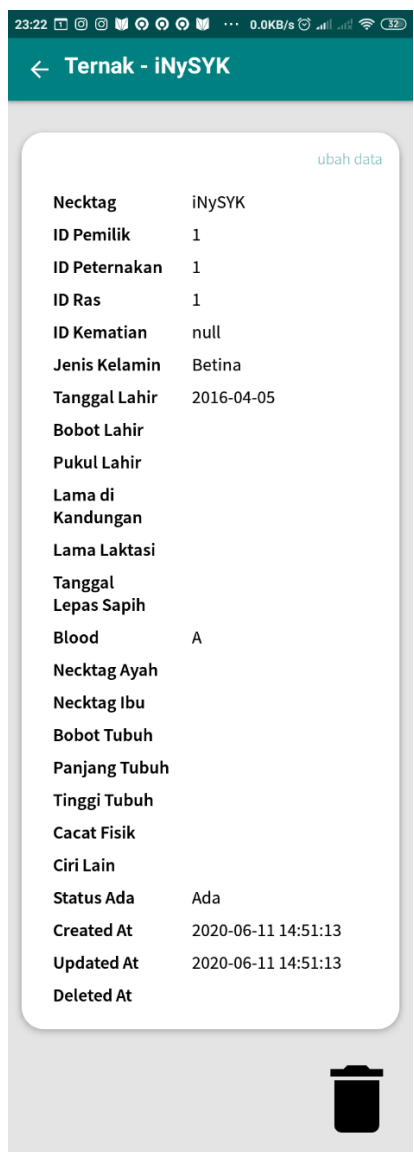 23:22 ... 0.0KB/s 32
Ternak - iNySYK
ubah data
Necktag iNySYK
ID Pemilik 1
ID Peternakan 1
ID Ras 1
ID Kematian null
Jenis Kelamin Betina
Tanggal Lahir 2016-04-05
Bobot Lahir
Pukul Lahir
Lama di
Kandungan
Lama Laktasi
Tanggal
Lepas Sapih
Blood A
Necktag Ayah
Necktag Ibu
Bobot Tubuh
Panjang Tubuh
Tinggi Tubuh
Cacat Fisik
Ciri Lain
Status Ada Ada
Created At 2020-06-11 14:51:13
Updated At 2020-06-11 14:51:13
Deleted At